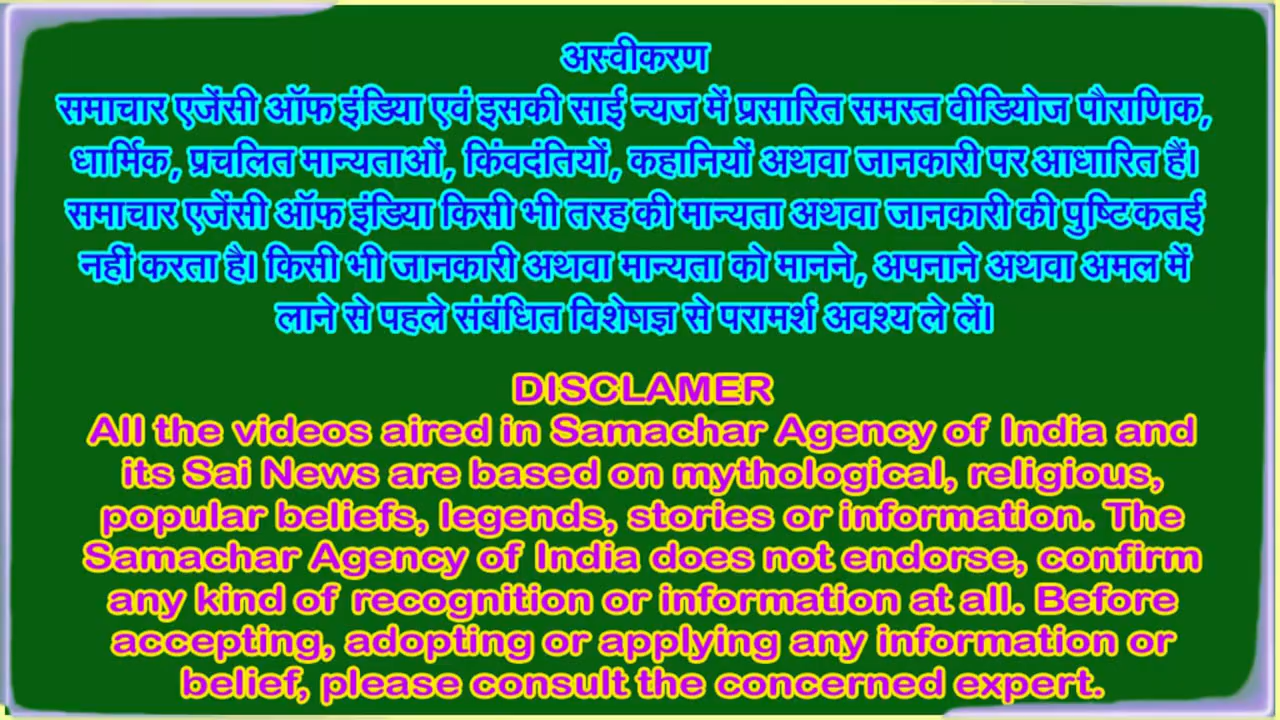 अस्वीकरण
समाचार एजेंसी ऑफ इंडिया एवं इसकी साई न्यज में प्रसारित समस्त वीडियोज पौराणिक,
धार्मिक, प्रचलित मान्यताओं, किंवदंतियों, कहानियों अथवा जानकारी पर आधारित हैं।
समाचार एजेंसी ऑफ इंडिया किसी भी तरह की मान्यता अथवा जानकारी की पुष्टि कतई
नहीं करता है। किसी भी जानकारी अथवा मान्यता को मानने, अपनाने अथवा अमल में
लाने से पहले संबंधित विशेषज्ञ से परामर्श अवश्य ले लें।
DISCLAMER
All the videos aired in Samachar Agency of India and
its Sai News are based on mythological, religious,
popular beliefs, legends, stories or information. The
Samachar Agency of India does not endorse, confirm
any kind of recognition or information at all. Before
accepting, adopting or applying any information or
belief, please consult the concerned expert.